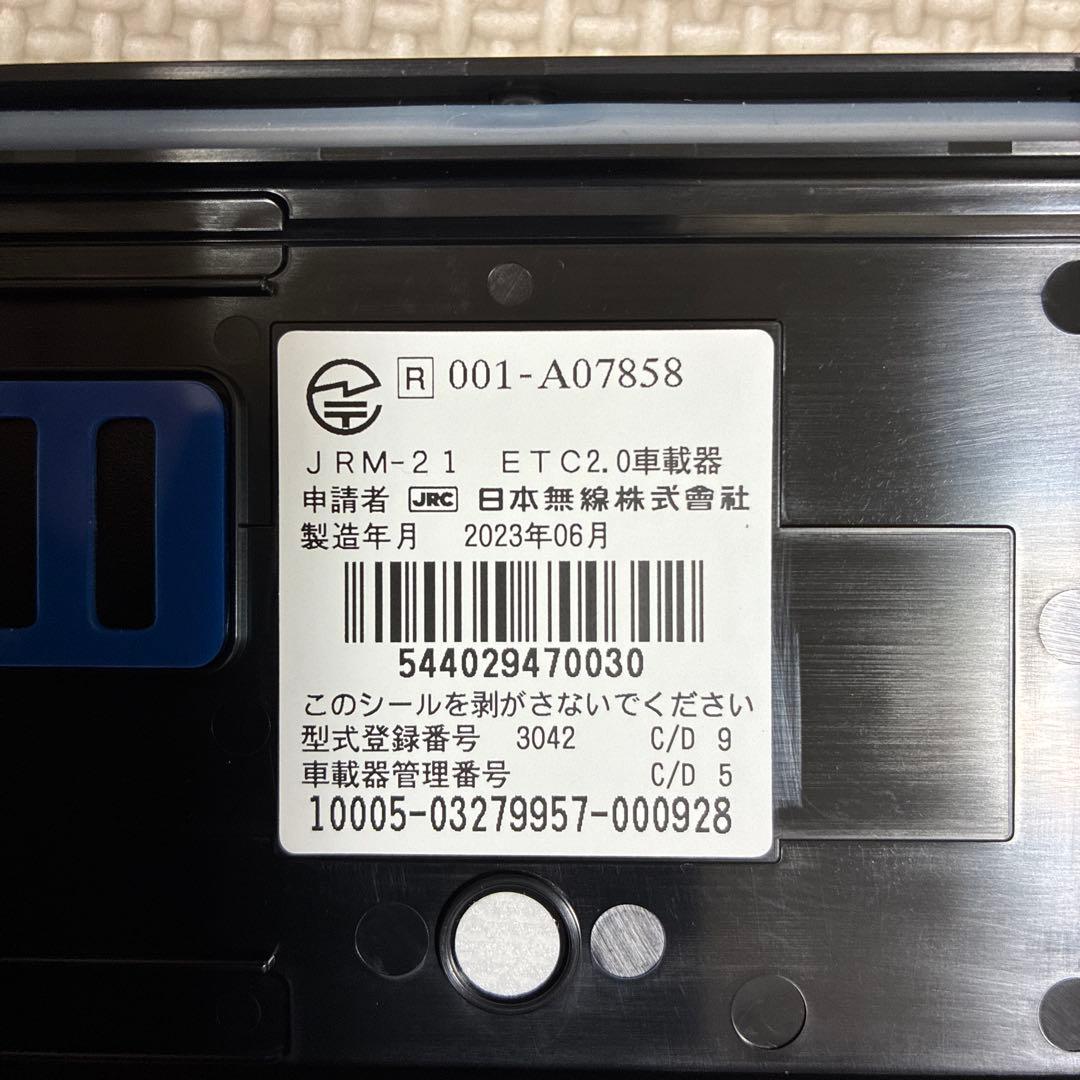 R 001-A07858
JRM-21 ETC2.0車載器
申請者 JRC 日本無線株式會社
製造年月 2023年06月
544029470030
このシールを剥がさないでください
型式登録番号 3042 C/D 9
車載器管理番号 C/D 5
10005-03279957-000928